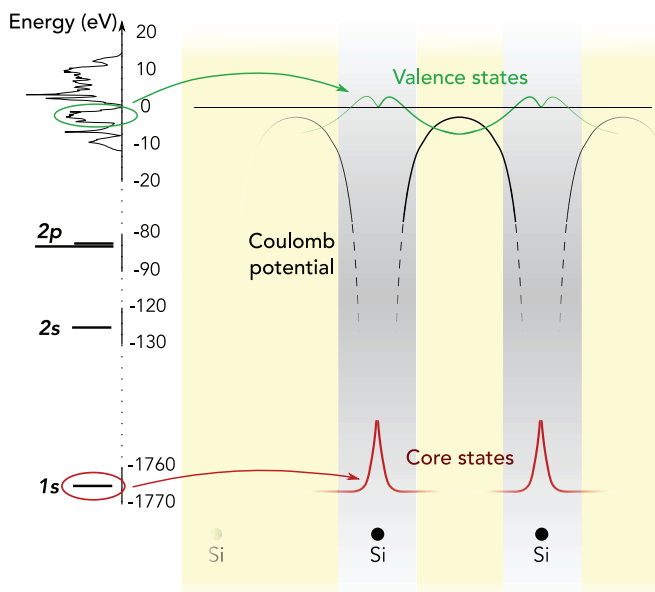 Energy (eV)
20
10
0
-10
-20
2p
-80
-90
-120
2s
-130
-1760
1s
-1770
Valence states
Coulomb
potential
Core states
Si
Si
Si